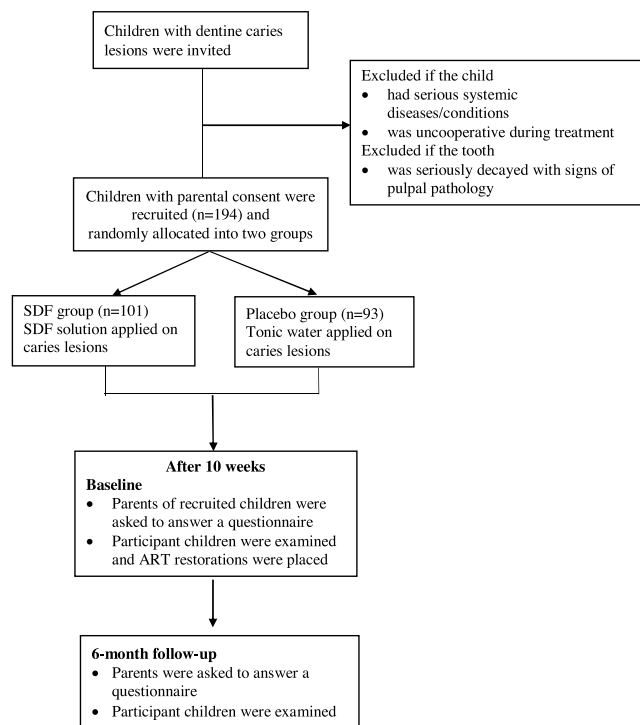 Children with dentine caries
lesions were invited
Excluded if the child
• had serious systemic
diseases/conditions
• was uncooperative during treatment
Excluded if the tooth
• was seriously decayed with signs of
pulpal pathology
Children with parental consent were
recruited (n=194) and
randomly allocated into two groups
SDF group (n=101)
SDF solution applied on
caries lesions
Placebo group (n=93)
Tonic water applied on
caries lesions
After 10 weeks
Baseline
• Parents of recruited children were
asked to answer a questionnaire
• Participant children were examined
and ART restorations were placed
6-month follow-up
• Parents were asked to answer a
questionnaire
• Participant children were examined